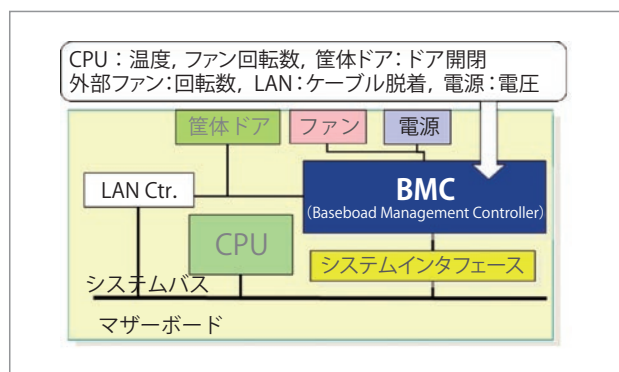 CPU：温度, ファン回転数, 筐体ドア：ドア開閉
外部ファン：回転数, LAN：ケーブル脱着, 電源：電圧
筐体ドア
ファン
電源
LAN Ctr.
BMC
（Baseboad Management Controller）
CPU
システムインタフェース
システムバス
マザーボード